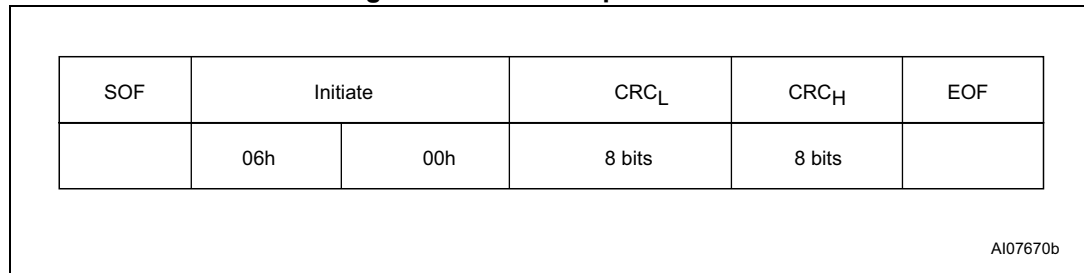 SOF Initiate CRCL CRCH EOF
06h 00h 8 bits 8 bits
AI07670b